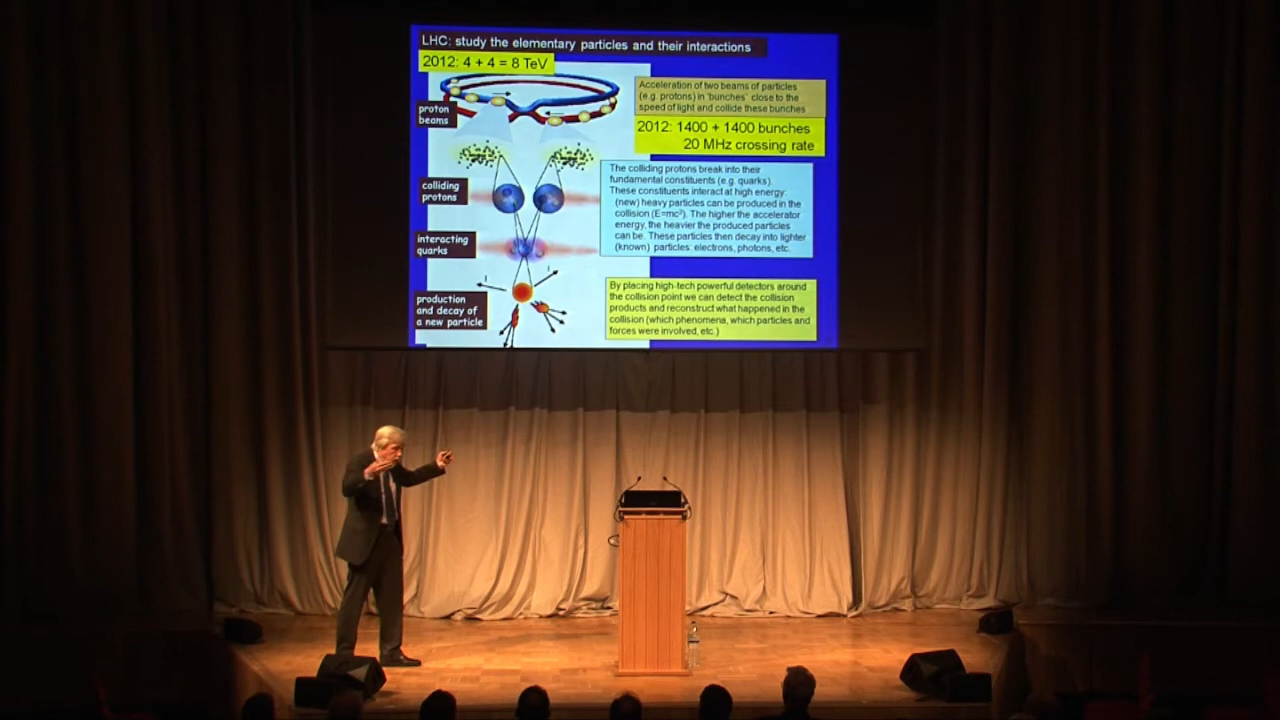 LHC: study the elementary particles and their interactions
2012: 4 + 4 = 8 TeV
Acceleration of two beams of particles
(e.g. protons) in 'bunches' close to the
speed of light and collide these bunches
proton
beams
2012: 1400 + 1400 bunches
20 MHz crossing rate
The colliding protons break into their
fundamental constituents (e.g. quarks).
These constituents interact at high energy:
(new) heavy particles can be produced in the
collision (E=mc²). The higher the accelerator
energy, the heavier the produced particles
can be. These particles then decay into lighter
(known) particles: electrons, photons, etc.
colliding
protons
interacting
quarks
By placing high-tech powerful detectors around
the collision point we can detect the collision
products and reconstruct what happened in the
collision (which phenomena, which particles and
forces were involved, etc.)
production
and decay of
a new particle